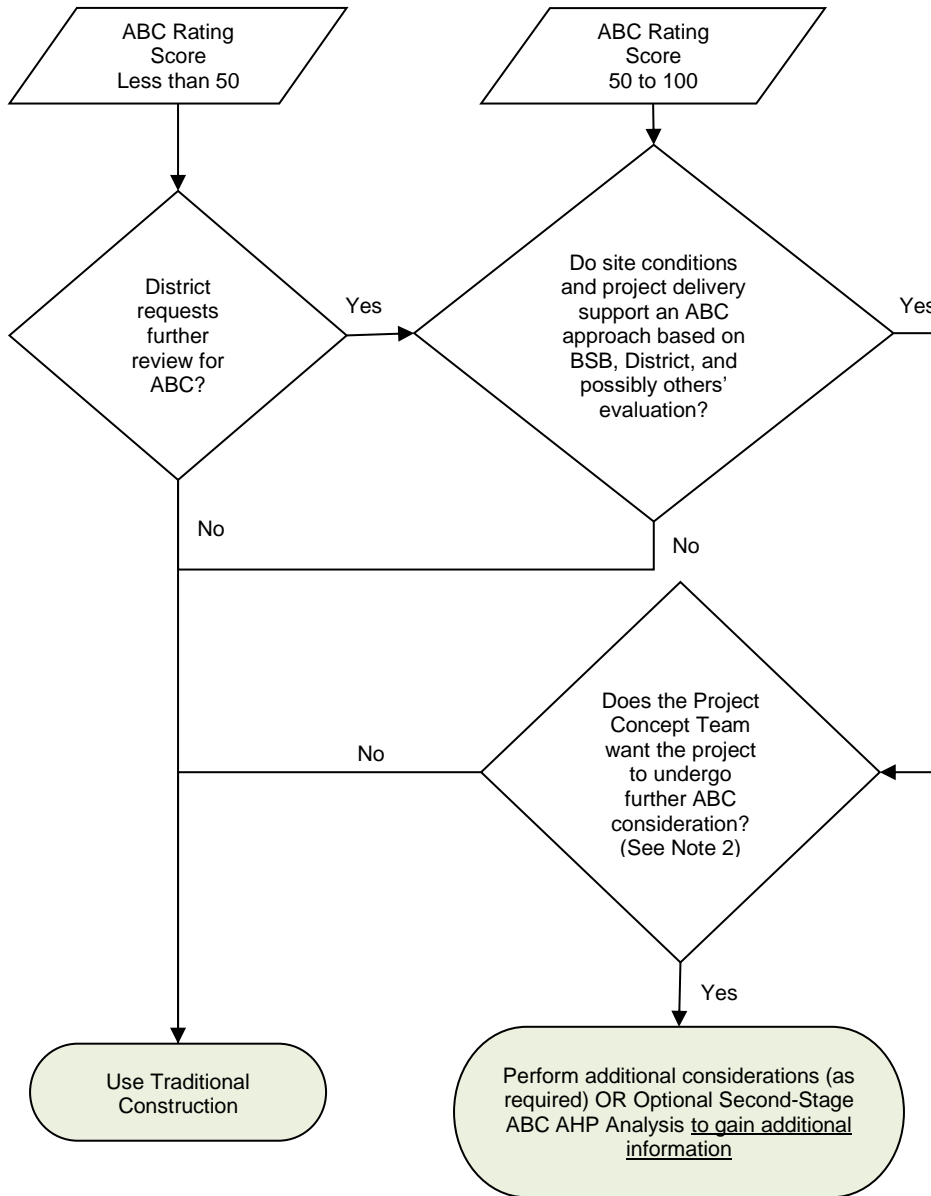 ABC Rating
Score
Less than 50
ABC Rating
Score
50 to 100
District
requests
further
review for
ABC?
Yes
Do site conditions
and project delivery
support an ABC
approach based on
BSB, District, and
possibly others’
evaluation?
Yes
No
No
Does the Project
Concept Team
want the project
to undergo
further ABC
consideration?
(See Note 2)
No
Yes
Use Traditional
Construction
Perform additional considerations (as
required) OR Optional Second-Stage
ABC AHP Analysis to gain additional
information